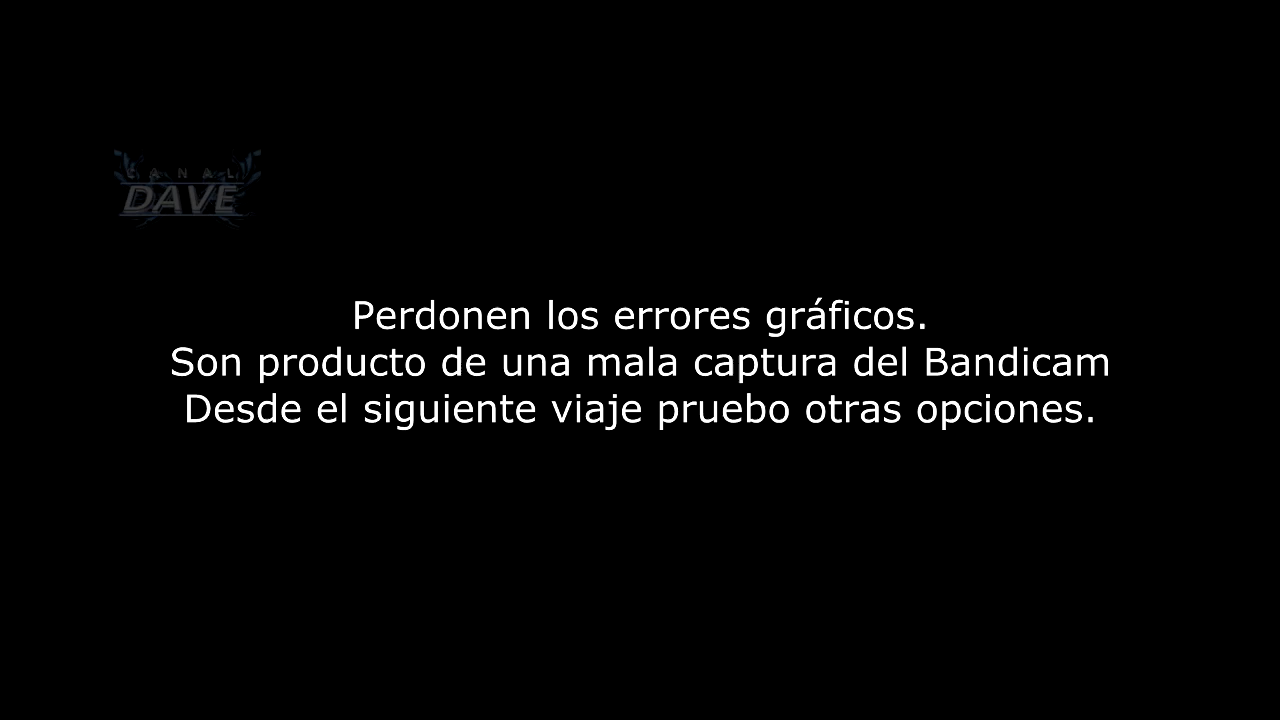 CANAL
DAVE
Perdonen los errores gráficos.
Son producto de una mala captura del Bandicam
Desde el siguiente viaje pruebo otras opciones.